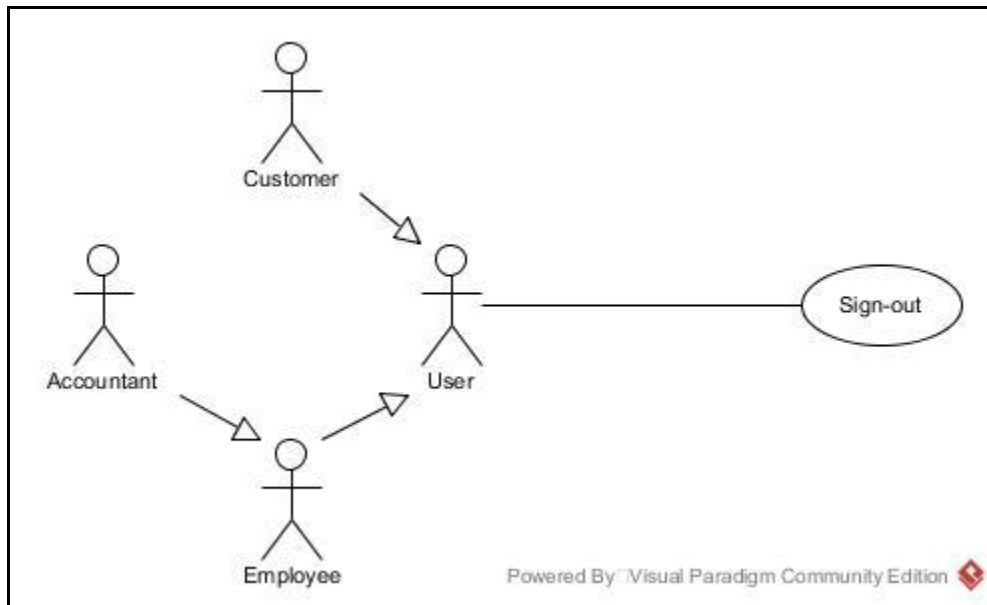 Customer
Accountant
User
Sign-out
Employee
Powered By Visual Paradigm Community Edition